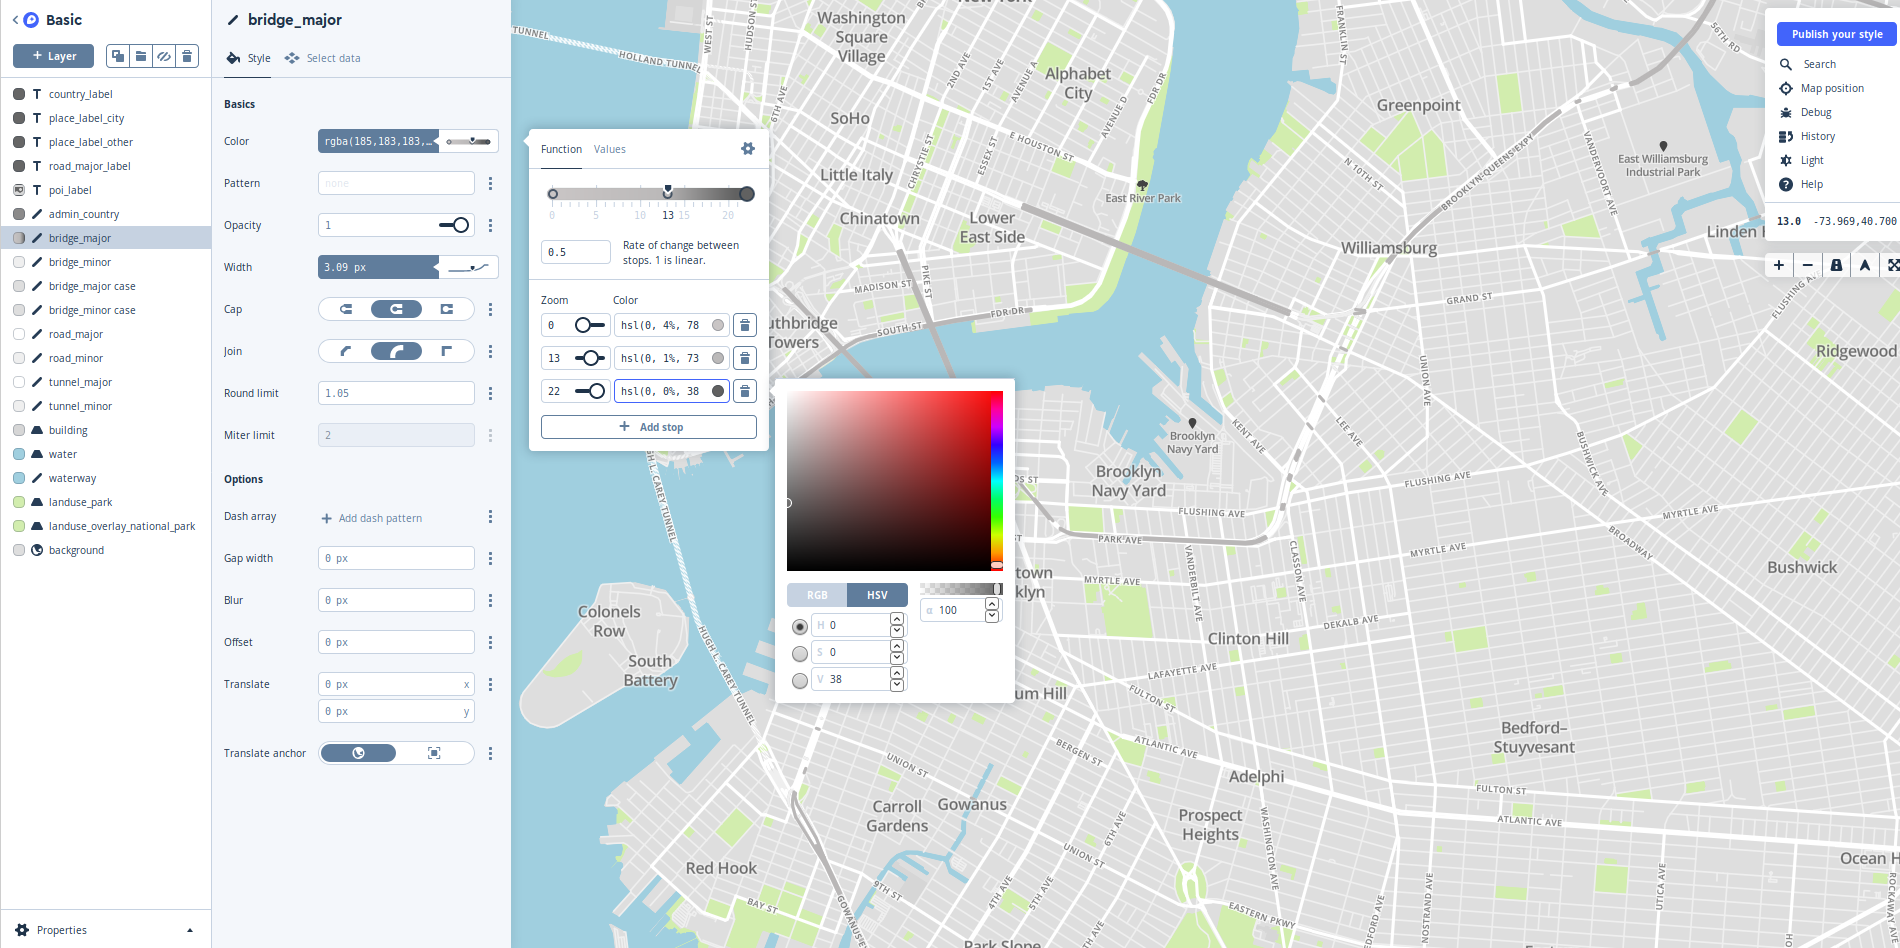 Basic
+ Layer
country_label
place_label_city
place_label_other
road_major_label
poi_label
admin_country
bridge_major
bridge_minor
bridge_major case
bridge_minor case
road_major
road_minor
tunnel_major
tunnel_minor
building
water
waterway
landuse_park
landuse_overlay_national_park
background
Properties
bridge_major
Style
Select data
Basics
Color
rgba(185,183,183,…
Pattern
none
Opacity
1
Width
3.09 px
Cap
Join
Round limit
1.05
Miter limit
2
Options
Dash array
+ Add dash pattern
Gap width
0 px
Blur
0 px
Offset
0 px
Translate
0 px x
0 px y
Translate anchor
Function
Values
0 5 10 13 15 20
0.5
Rate of change between
stops. 1 is linear.
Zoom
Color
0
hsl(0, 4%, 78
13
hsl(0, 1%, 73
22
hsl(0, 0%, 38
+ Add stop
RGB
HSV
α 100
H 0
S 0
V 38
Publish your style
Search
Map position
Debug
History
Light
Help
13.0 -73.969,40.700
TUNNEL
HOLLAND TUNNEL
WEST ST
HUDSON ST
Washington
Square
Village
6TH AVE
2ND AVE
1ST AVE
AVENUE A
Alphabet
City
AVENUE D
FDR DR
FRANKLIN ST
56TH RD
Greenpoint
SoHo
E HOUSTON ST
CHRYSTIE ST
ESSEX ST
Little Italy
East River Park
N 10TH ST
BROOKLYN-QUEENS EXPY
VANDERVOORT AVE
East Williamsburg
Industrial Park
Chinatown
Lower
East Side
Williamsburg
PIKE ST
MADISON ST
SOUTH ST
FDR DR
GRAND ST
FLUSHING AVE
Towers
Ridgewood
UNION AVE
KENT AVE
LEE AVE
Brooklyn
Navy Yard
Brooklyn
Navy Yard
BUSHWICK AVE
FLUSHING AVE
FLUSHING AVE
MYRTLE AVE
BROADWAY
PARK AVE
MYRTLE AVE
MYRTLE AVE
VANDERBILT AVE
CLASSON AVE
Bushwick
DEKALB AVE
Clinton Hill
LAFAYETTE AVE
FULTON ST
HUGH L. CAREY TUNNEL
Colonels
Row
South
Battery
BERGEN ST
ATLANTIC AVE
Bedford–
Stuyvesant
UNION ST
Adelphi
FULTON ST
ATLANTIC AVE
Carroll
Gardens
Gowanus
Prospect
Heights
6TH AVE
WASHINGTON AVE
UNION ST
Red Hook
9TH ST
4TH AVE
5TH AVE
BAY ST
EASTERN PKWY
NOSTRAND AVE
UTICA AVE
Park Slope